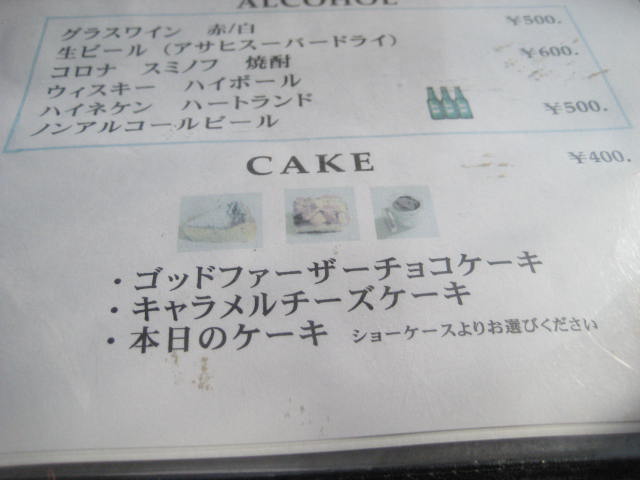 ALCOHOL
グラスワイン 赤/白 ¥500.
生ビール（アサヒスーパードライ）
コロナ スミノフ 焼酎 ¥600.
ウィスキー ハイボール
ハイネケン ハートランド
ノンアルコールビール ¥500.
CAKE ¥400.
・ゴッドファーザーチョコケーキ
・キャラメルチーズケーキ
・本日のケーキ ショーケースよりお選びください